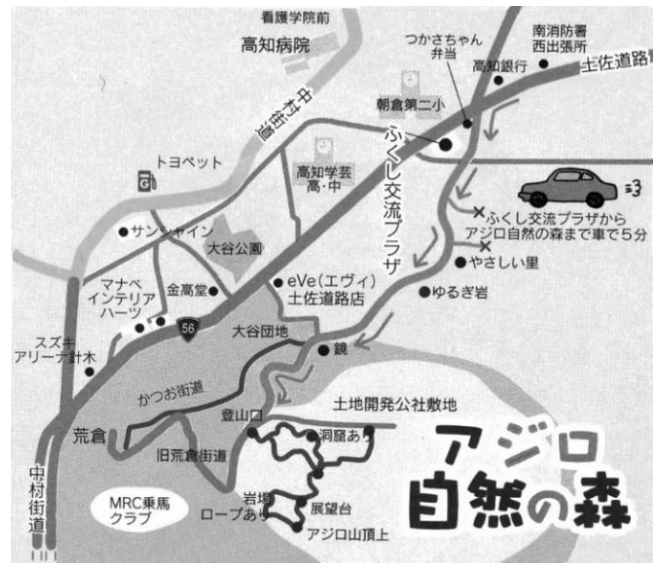 看護学院前
高知病院
つかさちゃん
弁当
南消防署
西出張所
高知銀行
土佐道路
中村街道
朝倉第二小
トヨペット
G
高知学芸
高・中
ふくし交流プラザ
ふくし交流プラザから
アジロ自然の森まで車で5分
サンシャイン
大谷公園
やさしい里
マナベ
インテリア
ハーツ
金高堂
eVe(エヴィ)
土佐道路店
ゆるぎ岩
56
大谷団地
スズキ
アリーナ針木
鏡
かつお街道
登山口
土地開発公社敷地
荒倉
洞窟あり
旧荒倉街道
中村街道
MRC乗馬
クラブ
岩場
ロープあり
展望台
アジロ山頂上
アジロ
自然の森